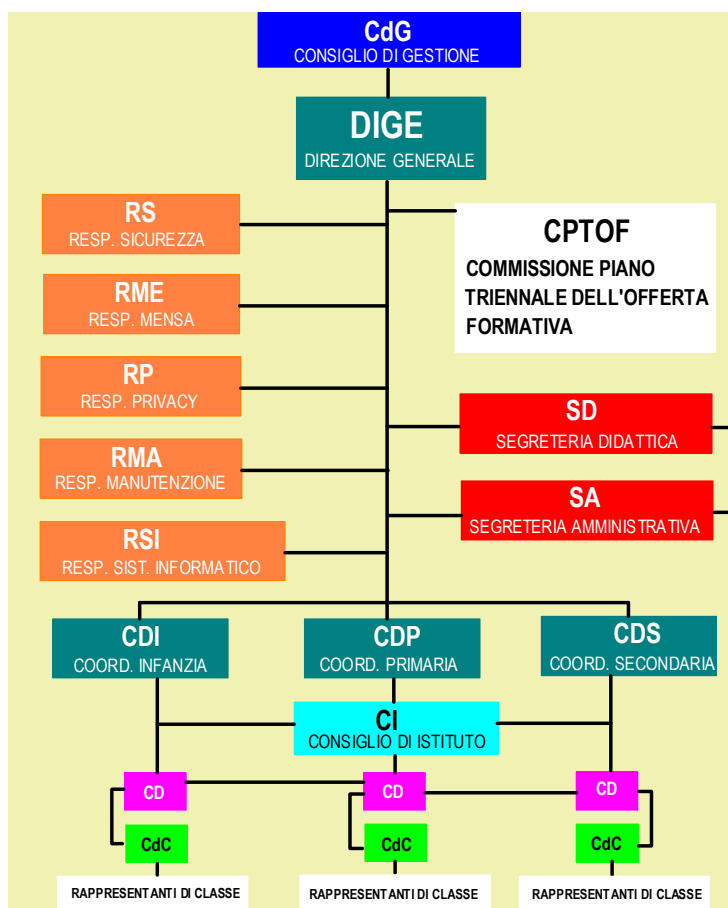 CdG
CONSIGLIO DI GESTIONE
DIGE
DIREZIONE GENERALE
RS
RESP. SICUREZZA
CPTOF
COMMISSIONE PIANO
TRIENNALE DELL'OFFERTA
FORMATIVA
RME
RESP. MENSA
RP
RESP. PRIVACY
SD
SEGRETERIA DIDATTICA
RMA
RESP. MANUTENZIONE
SA
SEGRETERIA AMMINISTRATIVA
RSI
RESP. SIST. INFORMATICO
CDI
COORD. INFANZIA
CDP
COORD. PRIMARIA
CDS
COORD. SECONDARIA
CI
CONSIGLIO DI ISTITUTO
CD
CD
CD
CdC
CdC
CdC
RAPPRESENTANTI DI CLASSE
RAPPRESENTANTI DI CLASSE
RAPPRESENTANTI DI CLASSE